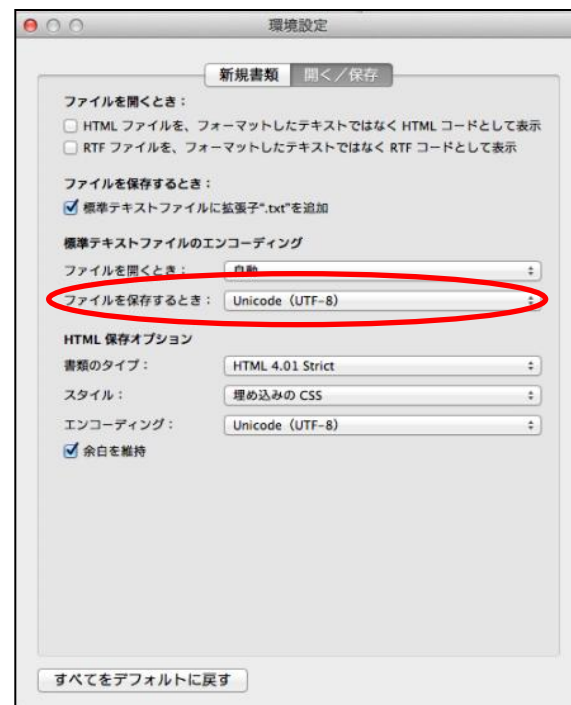 環境設定
新規書類 開く／保存
ファイルを開くとき：
HTML ファイルを、フォーマットしたテキストではなく HTML コードとして表示
RTF ファイルを、フォーマットしたテキストではなく RTF コードとして表示
ファイルを保存するとき：
標準テキストファイルに拡張子".txt"を追加
標準テキストファイルのエンコーディング
ファイルを開くとき： 自動
ファイルを保存するとき： Unicode（UTF-8）
HTML 保存オプション
書類のタイプ： HTML 4.01 Strict
スタイル： 埋め込みの CSS
エンコーディング： Unicode（UTF-8）
余白を維持
すべてをデフォルトに戻す